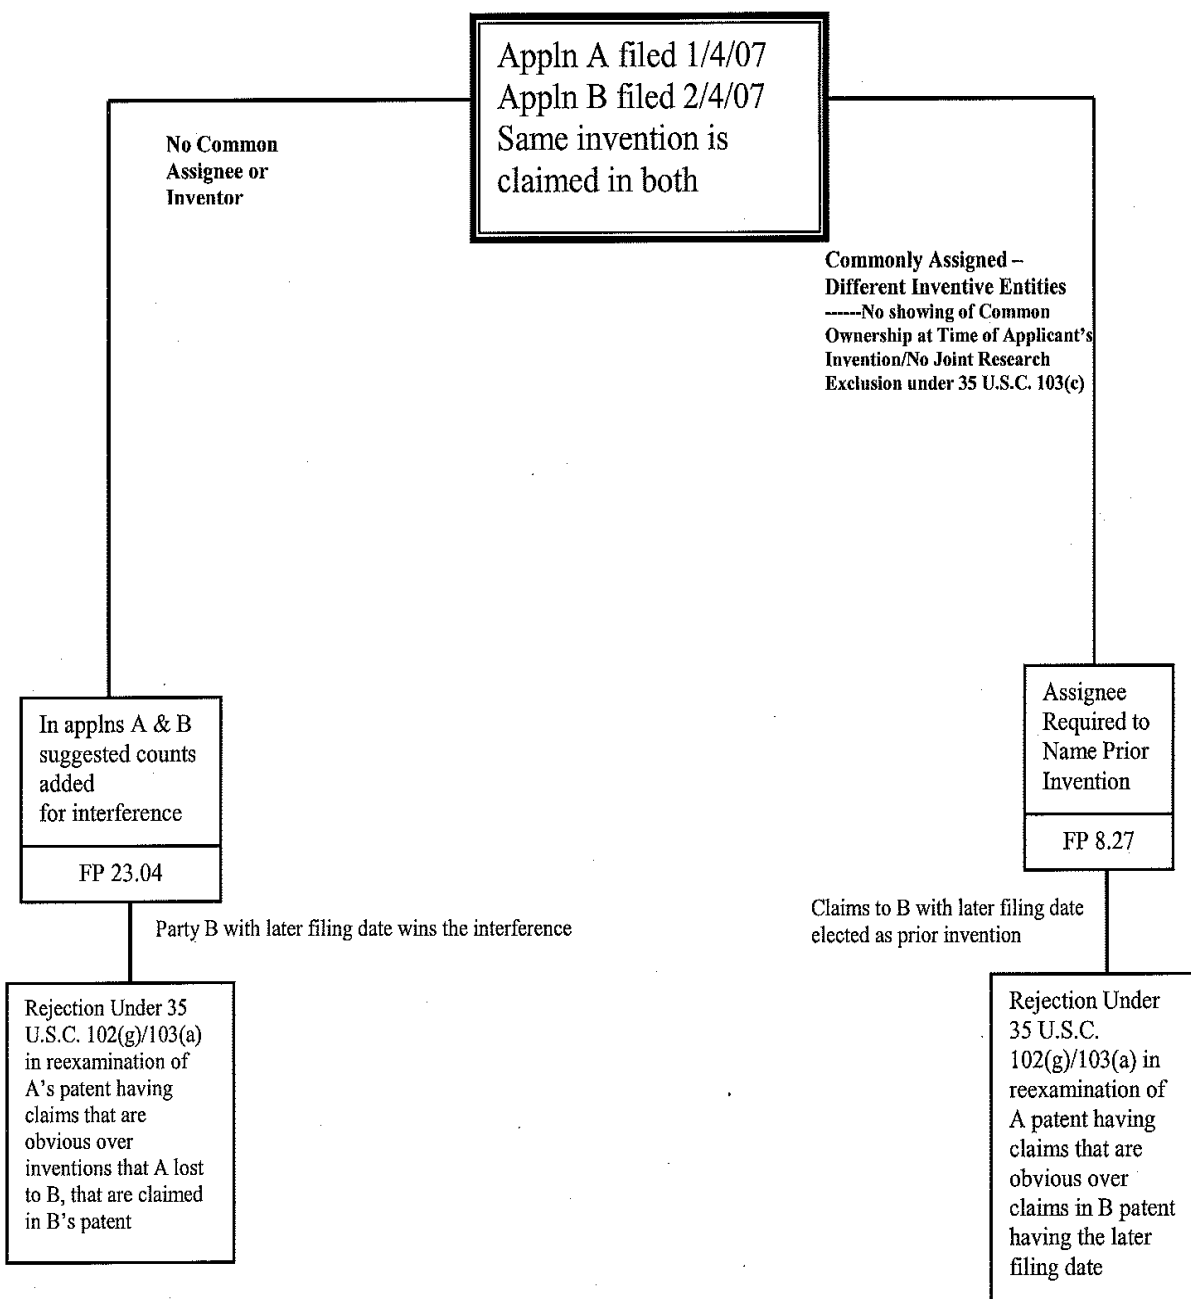 Appln A filed 1/4/07
Appln B filed 2/4/07
Same invention is
claimed in both
No Common
Assignee or
Inventor
Commonly Assigned –
Different Inventive Entities
------No showing of Common
Ownership at Time of Applicant's
Invention/No Joint Research
Exclusion under 35 U.S.C. 103(c)
In applns A & B
suggested counts
added
for interference
FP 23.04
Assignee
Required to
Name Prior
Invention
FP 8.27
Party B with later filing date wins the interference
Claims to B with later filing date
elected as prior invention
Rejection Under 35
U.S.C. 102(g)/103(a)
in reexamination of
A's patent having
claims that are
obvious over
inventions that A lost
to B, that are claimed
in B's patent
Rejection Under
35 U.S.C.
102(g)/103(a) in
reexamination of
A patent having
claims that are
obvious over
claims in B patent
having the later
filing date